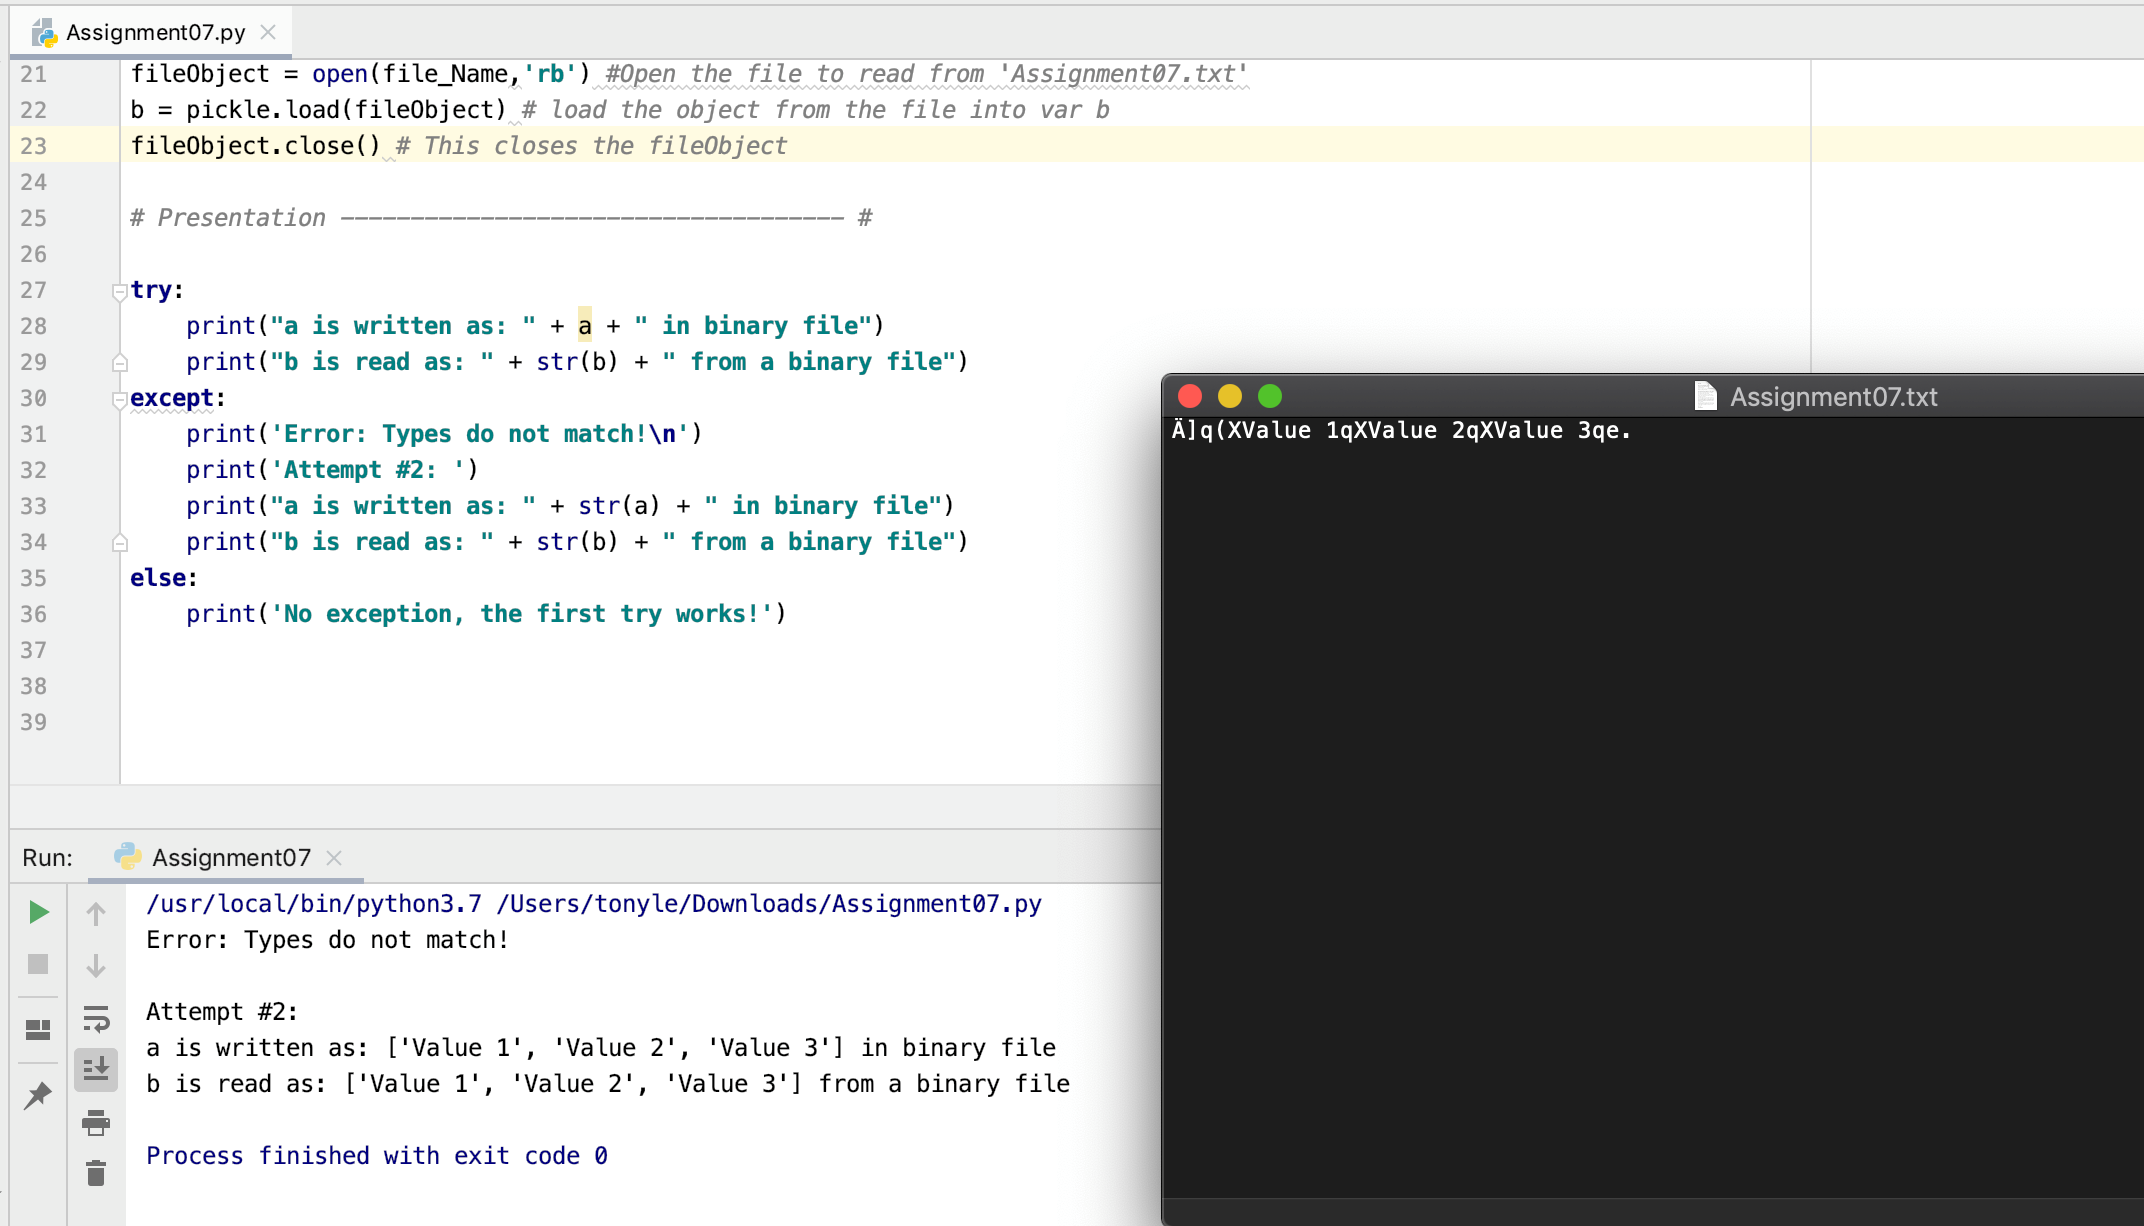 Assignment07.py
21 fileObject = open(file_Name,'rb') #Open the file to read from 'Assignment07.txt'
22 b = pickle.load(fileObject) # load the object from the file into var b
23 fileObject.close() # This closes the fileObject
24
25 # Presentation ------------------------------------ #
26
27 try:
28     print("a is written as: " + a + " in binary file")
29     print("b is read as: " + str(b) + " from a binary file")
30 except:
31     print('Error: Types do not match!\n')
32     print('Attempt #2: ')
33     print("a is written as: " + str(a) + " in binary file")
34     print("b is read as: " + str(b) + " from a binary file")
35 else:
36     print('No exception, the first try works!')
37
38
39
Assignment07.txt
Ä]q(XValue 1qXValue 2qXValue 3qe.
Run: Assignment07
/usr/local/bin/python3.7 /Users/tonyle/Downloads/Assignment07.py
Error: Types do not match!
Attempt #2:
a is written as: ['Value 1', 'Value 2', 'Value 3'] in binary file
b is read as: ['Value 1', 'Value 2', 'Value 3'] from a binary file
Process finished with exit code 0